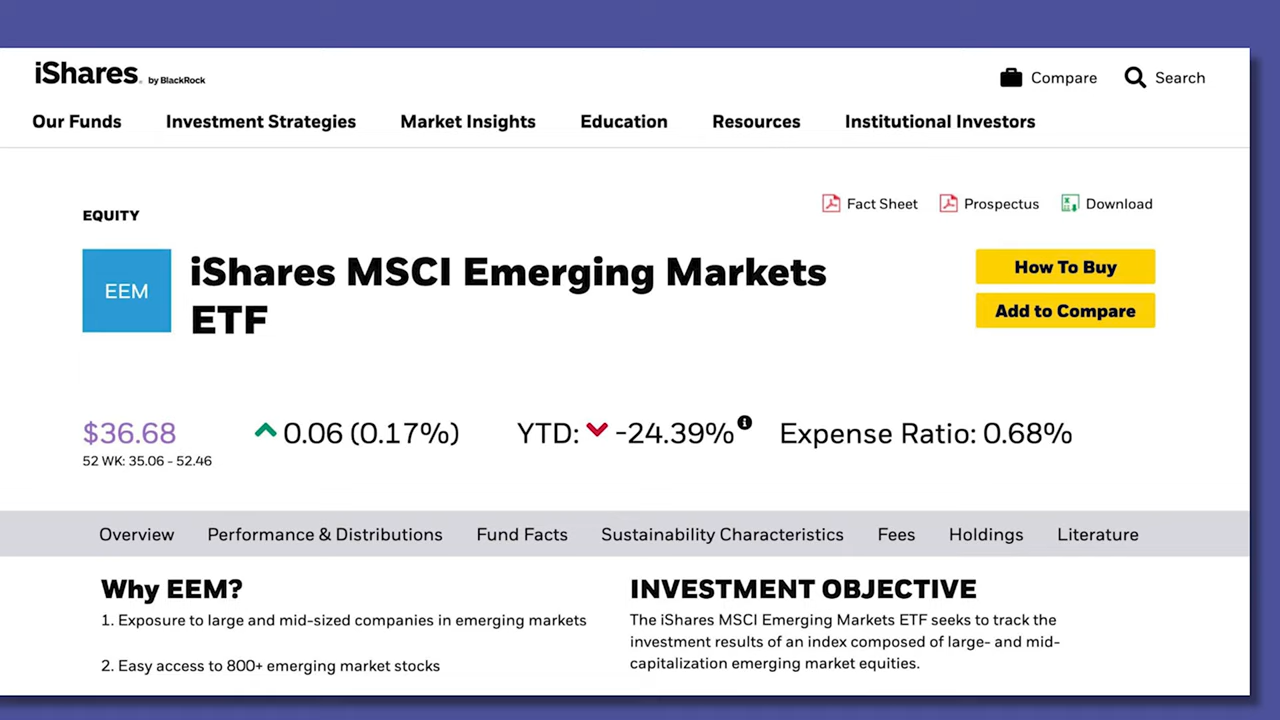 iShares. by BlackRock
Compare
Search
Our Funds
Investment Strategies
Market Insights
Education
Resources
Institutional Investors
EQUITY
Fact Sheet
Prospectus
Download
EEM
iShares MSCI Emerging Markets
ETF
How To Buy
Add to Compare
$36.68
0.06 (0.17%)
YTD: -24.39%
Expense Ratio: 0.68%
52 WK: 35.06 - 52.46
Overview
Performance & Distributions
Fund Facts
Sustainability Characteristics
Fees
Holdings
Literature
Why EEM?
1. Exposure to large and mid-sized companies in emerging markets
2. Easy access to 800+ emerging market stocks
INVESTMENT OBJECTIVE
The iShares MSCI Emerging Markets ETF seeks to track the
investment results of an index composed of large- and mid-
capitalization emerging market equities.